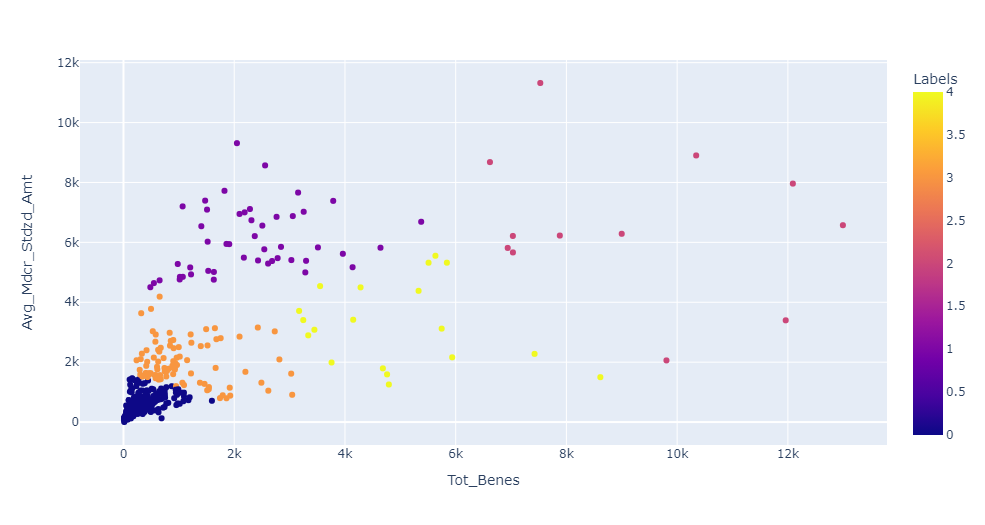 Labels
12k
10k
8k
6k
4k
2k
0
Avg_Mdcr_Stdzd_Amt
0
2k
4k
6k
8k
10k
12k
Tot_Benes
4
3.5
3
2.5
2
1.5
1
0.5
0